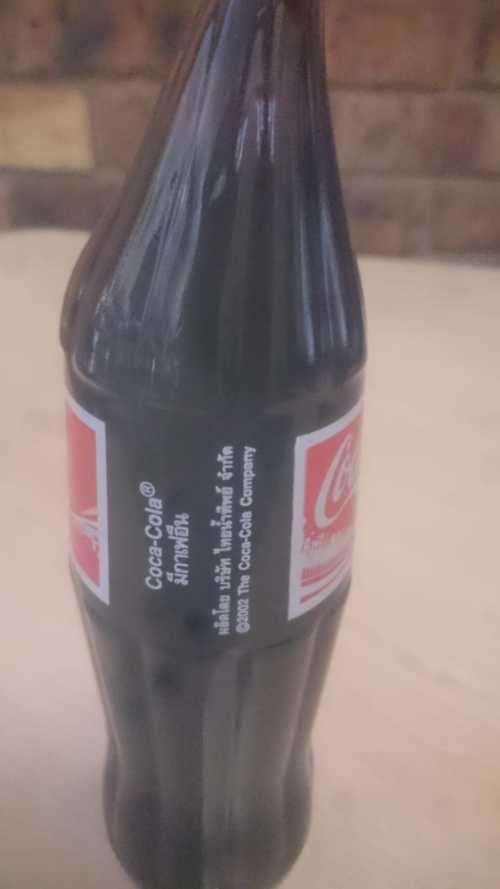 Coca-Cola®
มีกาเฟอีน
ผลิตโดย บริษัท ไทยน้ำทิพย์ จำกัด
©2002 The Coca-Cola Company
Coc